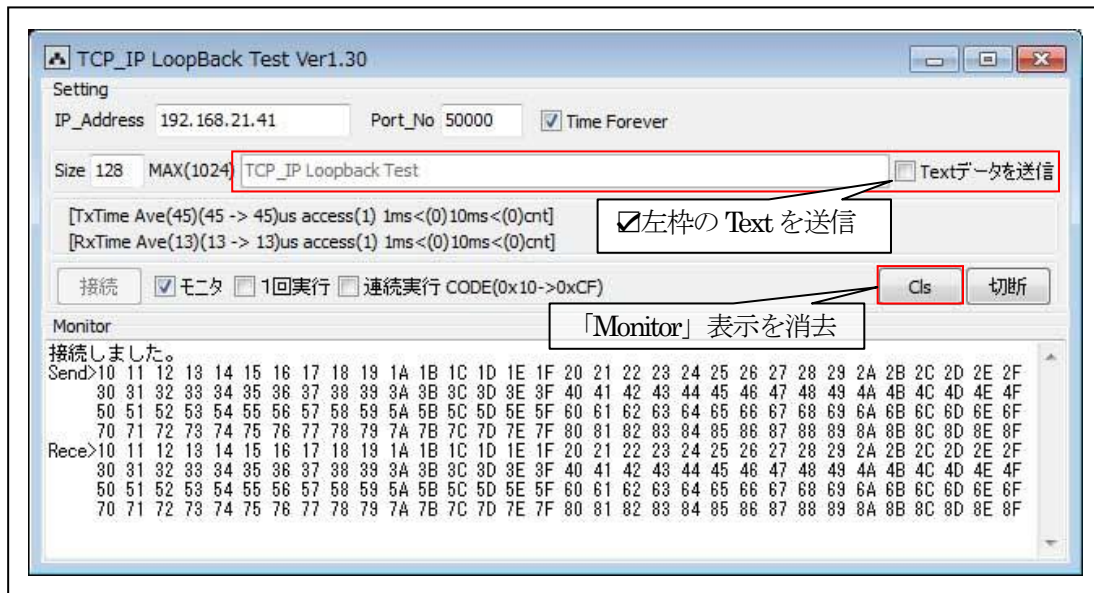 TCP_IP LoopBack Test Ver1.30
Setting
IP_Address 192.168.21.41 Port_No 50000 Time Forever
Size 128 MAX(1024) TCP_IP Loopback Test Textデータを送信
[TxTime Ave(45)(45 -> 45)us access(1) 1ms<(0)10ms<(0)cnt]
[RxTime Ave(13)(13 -> 13)us access(1) 1ms<(0)10ms<(0)cnt]
☑左枠の Text を送信
接続 モニタ 1回実行 連続実行 CODE(0x10->0xCF) Cls 切断
「Monitor」表示を消去
Monitor
接続しました。
Send>10 11 12 13 14 15 16 17 18 19 1A 1B 1C 1D 1E 1F 20 21 22 23 24 25 26 27 28 29 2A 2B 2C 2D 2E 2F
30 31 32 33 34 35 36 37 38 39 3A 3B 3C 3D 3E 3F 40 41 42 43 44 45 46 47 48 49 4A 4B 4C 4D 4E 4F
50 51 52 53 54 55 56 57 58 59 5A 5B 5C 5D 5E 5F 60 61 62 63 64 65 66 67 68 69 6A 6B 6C 6D 6E 6F
70 71 72 73 74 75 76 77 78 79 7A 7B 7C 7D 7E 7F 80 81 82 83 84 85 86 87 88 89 8A 8B 8C 8D 8E 8F
Rece>10 11 12 13 14 15 16 17 18 19 1A 1B 1C 1D 1E 1F 20 21 22 23 24 25 26 27 28 29 2A 2B 2C 2D 2E 2F
30 31 32 33 34 35 36 37 38 39 3A 3B 3C 3D 3E 3F 40 41 42 43 44 45 46 47 48 49 4A 4B 4C 4D 4E 4F
50 51 52 53 54 55 56 57 58 59 5A 5B 5C 5D 5E 5F 60 61 62 63 64 65 66 67 68 69 6A 6B 6C 6D 6E 6F
70 71 72 73 74 75 76 77 78 79 7A 7B 7C 7D 7E 7F 80 81 82 83 84 85 86 87 88 89 8A 8B 8C 8D 8E 8F